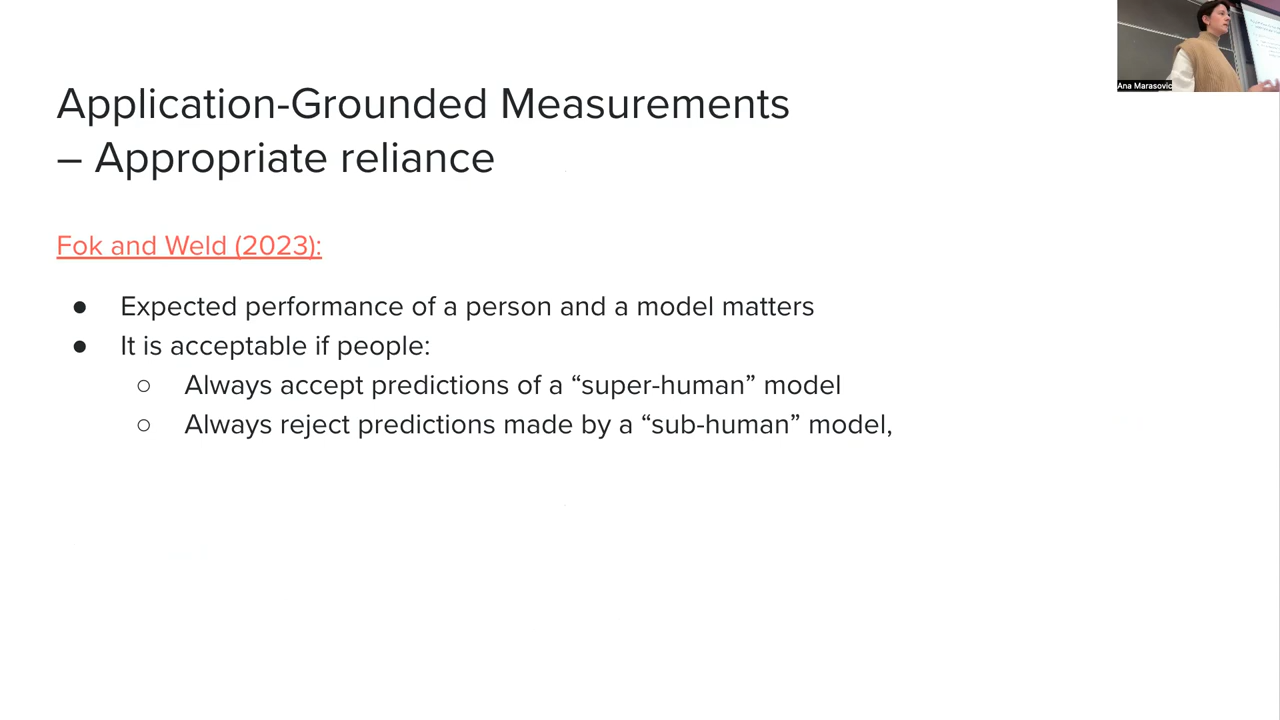 Ana Marasovic
Application-Grounded Measurements
– Appropriate reliance
Fok and Weld (2023):
● Expected performance of a person and a model matters
● It is acceptable if people:
○ Always accept predictions of a “super-human” model
○ Always reject predictions made by a “sub-human” model,